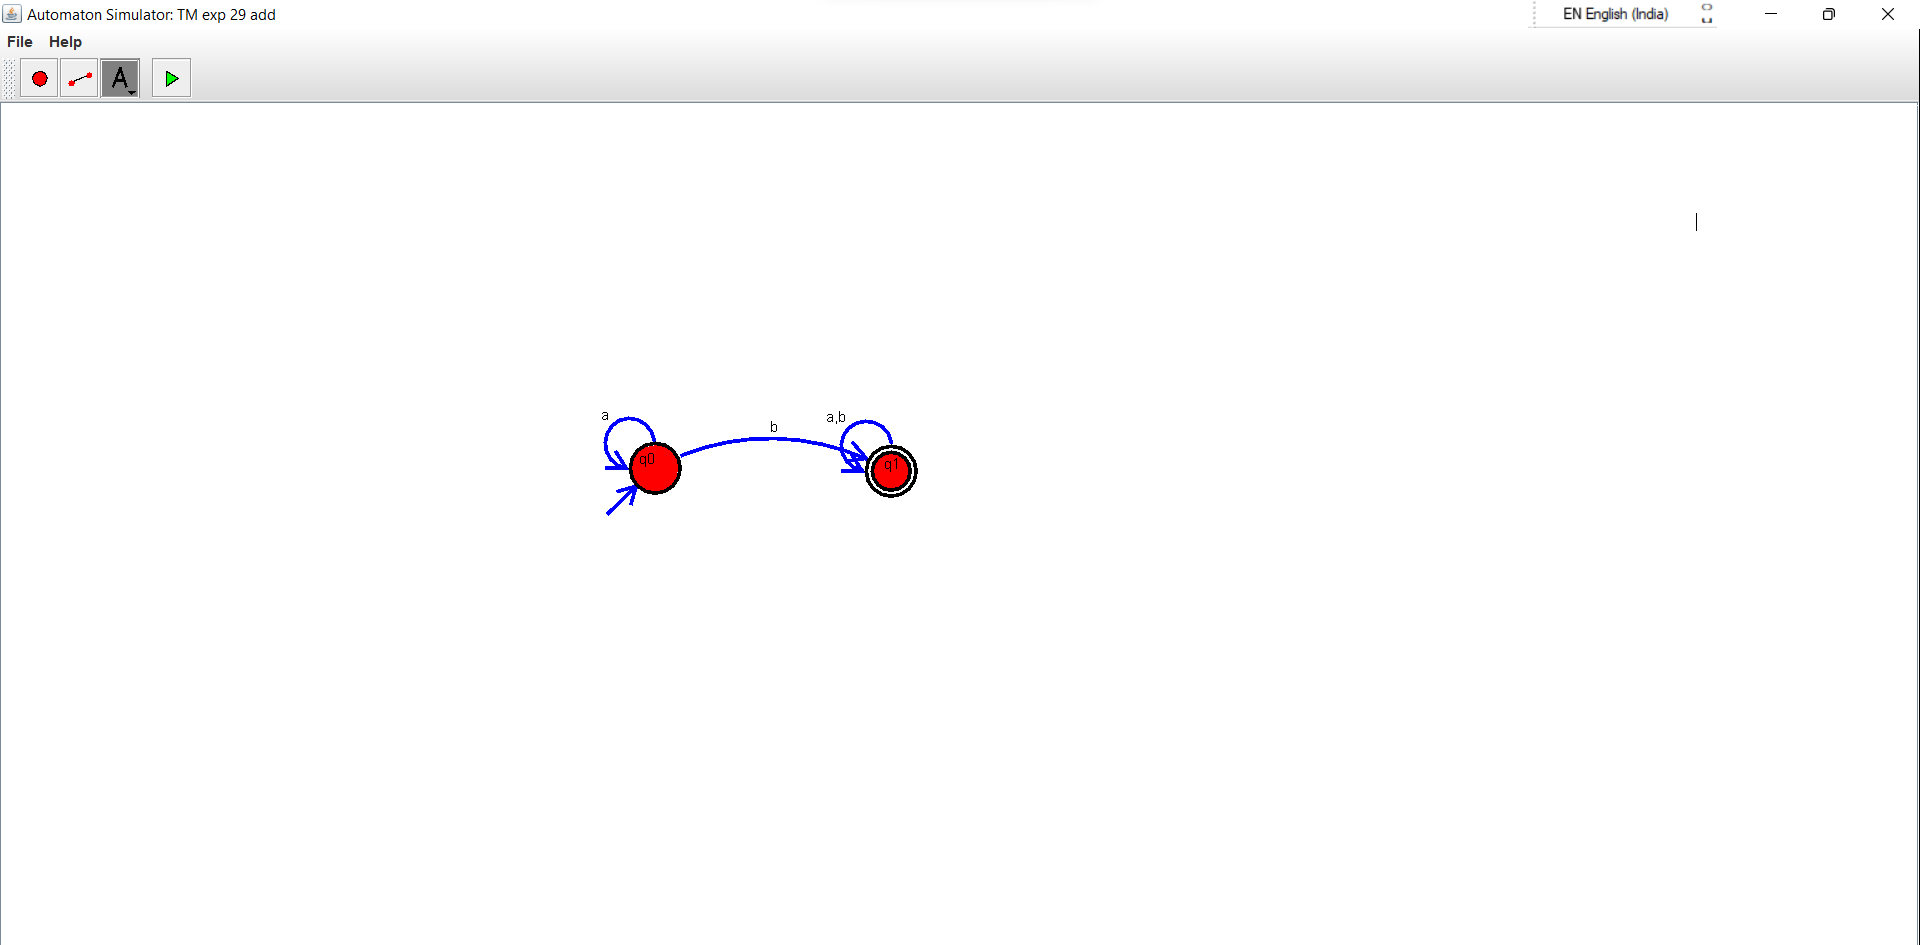 Automaton Simulator: TM exp 29 add
EN English (India)
File Help
A
a
b
a,b
q0
q1